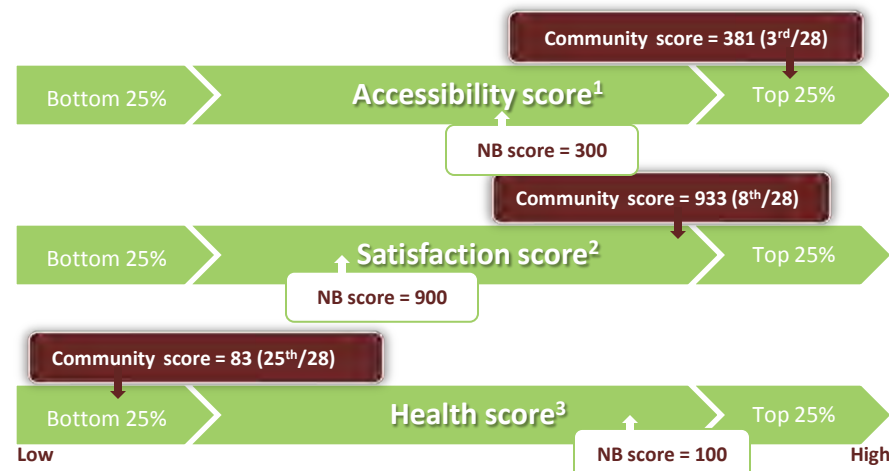 Community score = 381 (3rd/28)
Bottom 25% Accessibility score1 Top 25%
NB score = 300
Community score = 933 (8th/28)
Bottom 25% Satisfaction score2 Top 25%
NB score = 900
Community score = 83 (25th/28)
Bottom 25% Health score3 Top 25%
Low NB score = 100 High